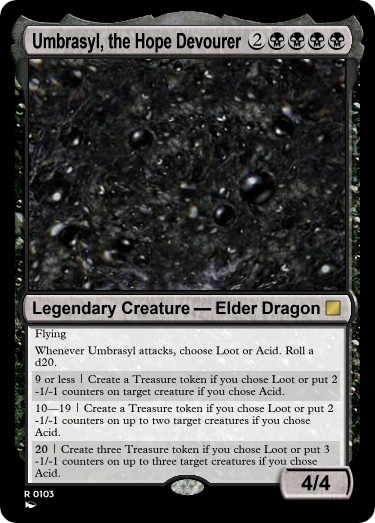 Umbrasyl, the Hope Devourer 2
Legendary Creature — Elder Dragon
Flying
Whenever Umbrasyl attacks, choose Loot or Acid. Roll a
d20.
9 or less | Create a Treasure token if you chose Loot or put 2
-1/-1 counters on target creature if you chose Acid.
10—19 | Create a Treasure token if you chose Loot or put 2
-1/-1 counters on up to two target creatures if you chose
Acid.
20 | Create three Treasure token if you chose Loot or put 3
-1/-1 counters on up to three target creatures if you chose
Acid.
4/4
R 0103